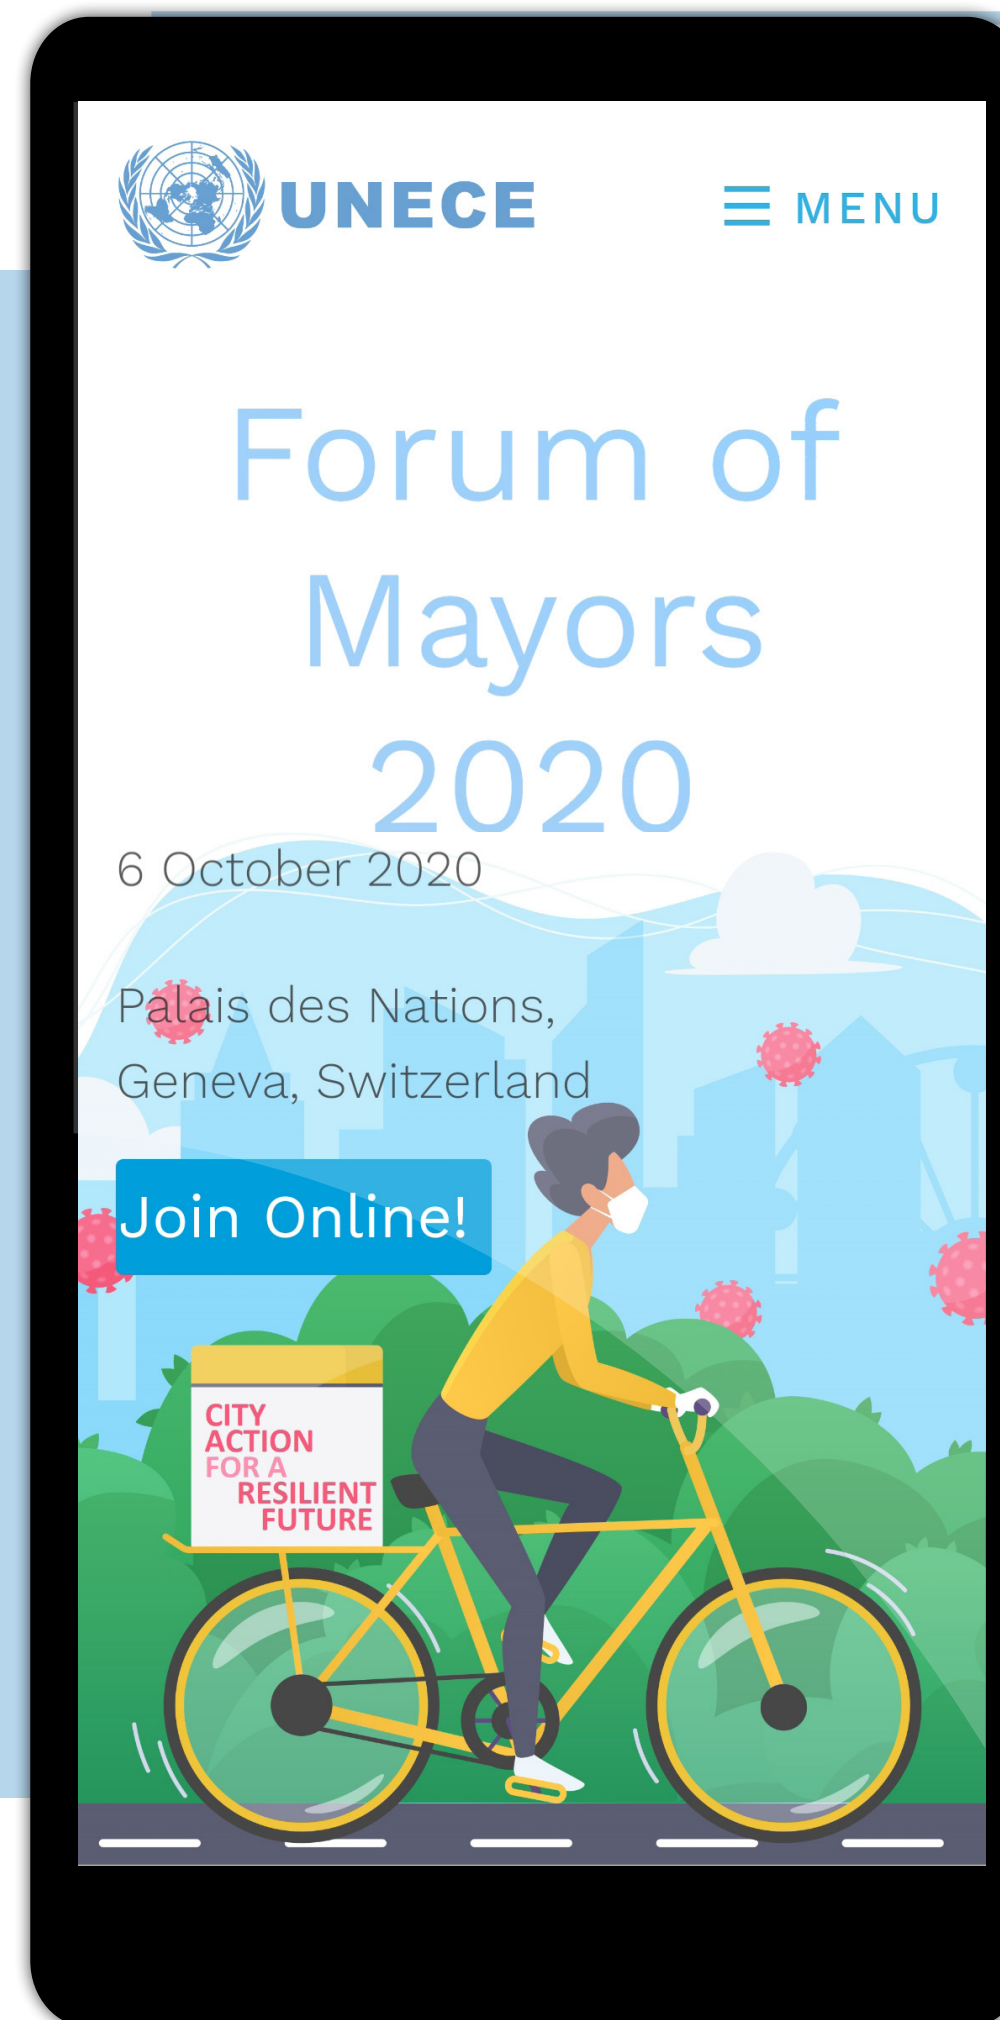 UNECE
MENU
Forum of
Mayors
2020
6 October 2020
Palais des Nations,
Geneva, Switzerland
Join Online!
CITY
ACTION
FOR A
RESILIENT
FUTURE